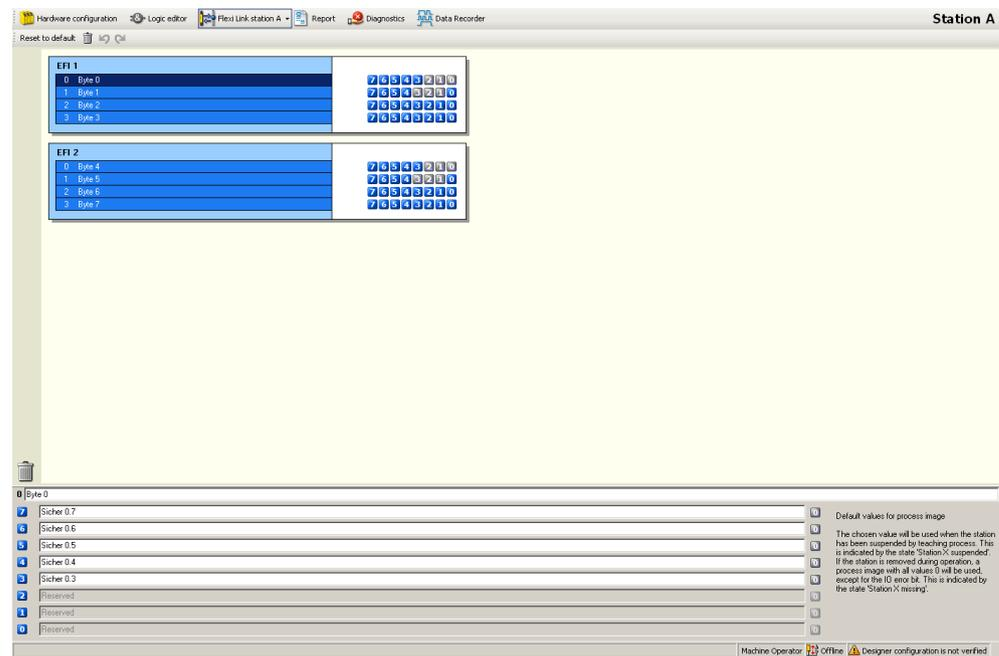 Hardware configuration Logic editor Flexi Link station A Report Diagnostics Data Recorder Station A
Reset to default
EFI 1
0 Byte 0 7 6 5 4 3 2 1 0
1 Byte 1 7 6 5 4 3 2 1 0
2 Byte 2 7 6 5 4 3 2 1 0
3 Byte 3 7 6 5 4 3 2 1 0
EFI 2
0 Byte 4 7 6 5 4 3 2 1 0
1 Byte 5 7 6 5 4 3 2 1 0
2 Byte 6 7 6 5 4 3 2 1 0
3 Byte 7 7 6 5 4 3 2 1 0
0 Byte 0
7 Sicher 0.7 0
6 Sicher 0.6 0
5 Sicher 0.5 0
4 Sicher 0.4 0
3 Sicher 0.3 0
2 Reserved 0
1 Reserved 0
0 Reserved 0
Default values for process image
The chosen value will be used when the station
has been suspended by teaching process. This
is indicated by the state 'Station X suspended'.
If the station is removed during operation, a
process image with all values 0 will be used,
except for the IO error bit. This is indicated by
the state 'Station X missing'.
Machine Operator Offline Designer configuration is not verified